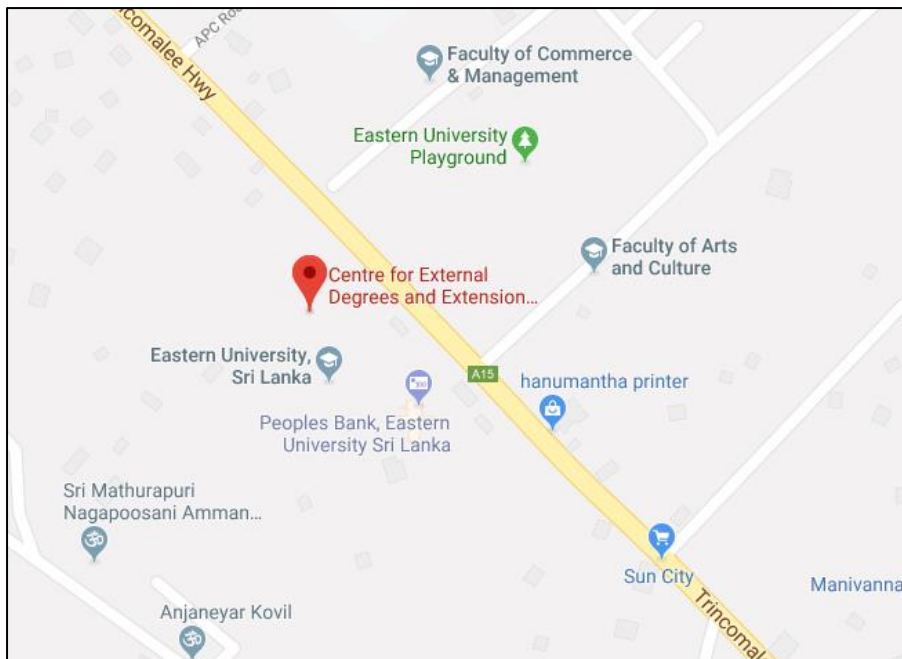 Trincomalee Hwy
APC Roa
Faculty of Commerce
& Management
Eastern University
Playground
Faculty of Arts
and Culture
Centre for External
Degrees and Extension...
Eastern University,
Sri Lanka
A15
hanumantha printer
Peoples Bank, Eastern
University Sri Lanka
Sri Mathurapuri
Nagapoosani Amman...
Sun City
Manivanna
Trincomal
Anjaneyar Kovil